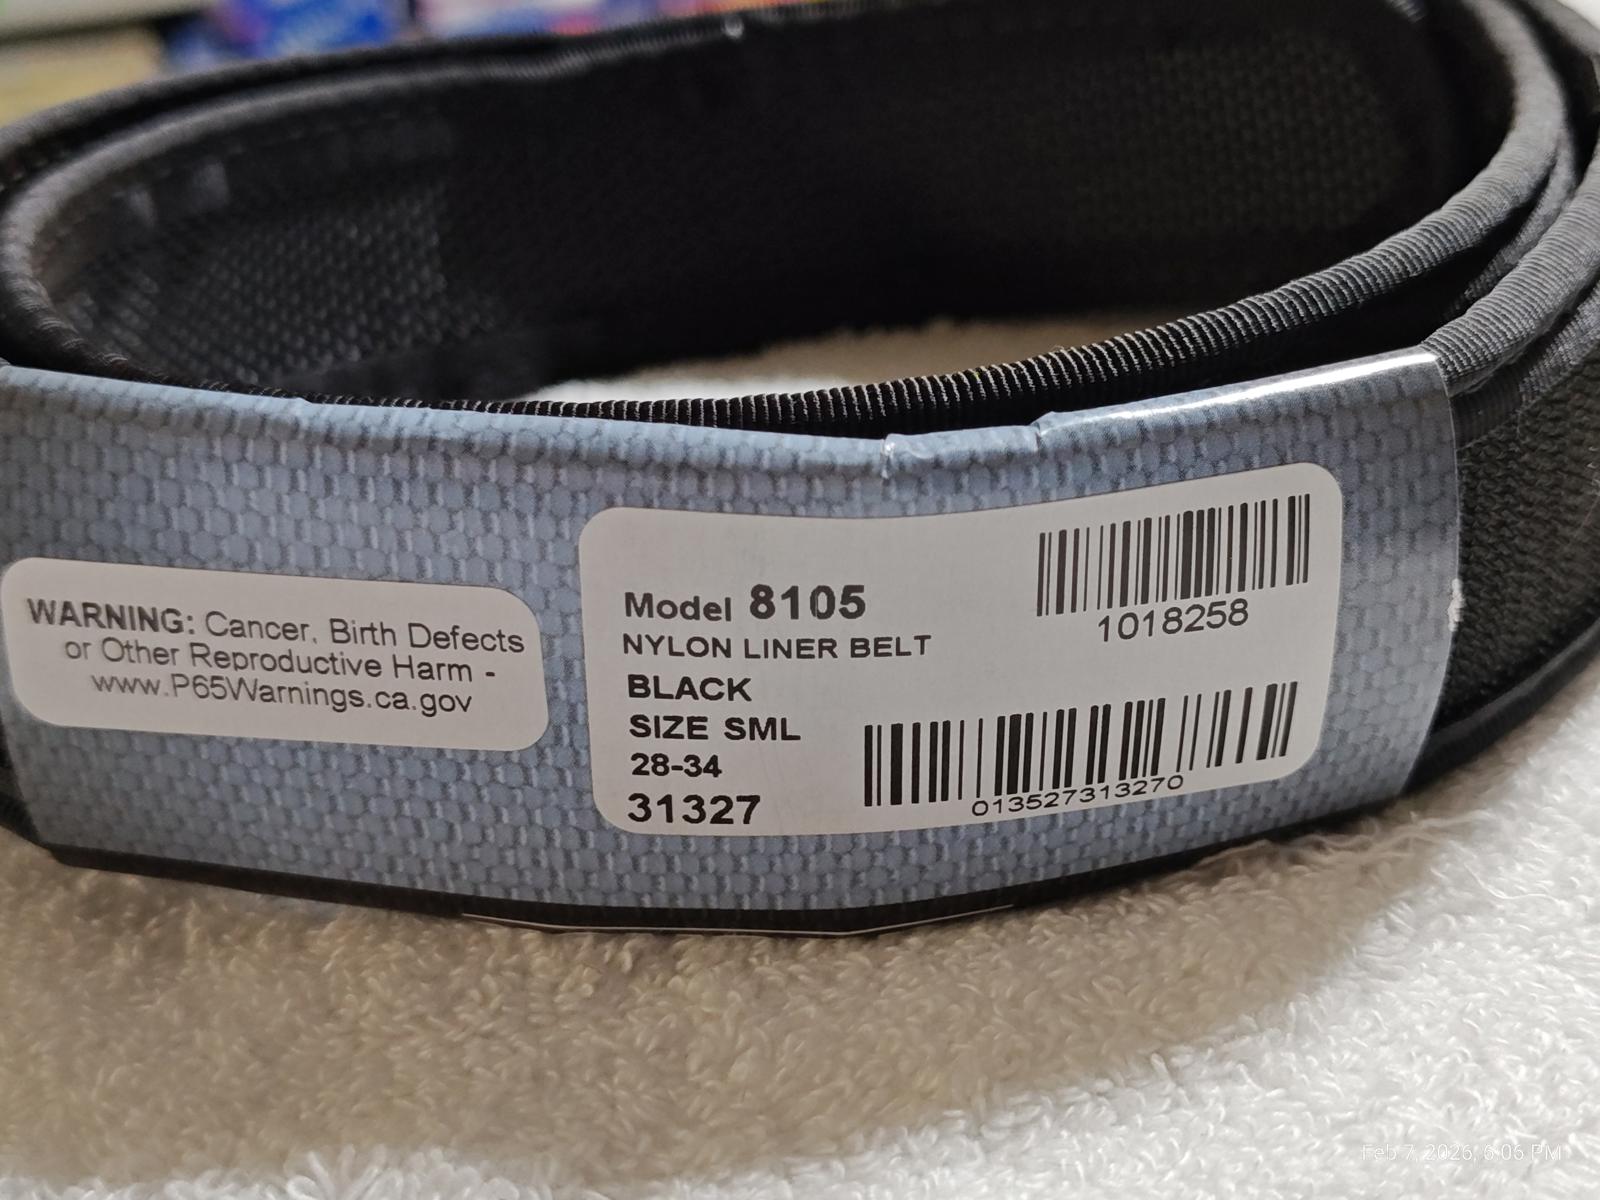 WARNING: Cancer, Birth Defects
or Other Reproductive Harm -
www.P65Warnings.ca.gov
Model 8105
NYLON LINER BELT
BLACK
SIZE SML
28-34
31327
1018258
013527313270
Feb 7, 2026, 6:06 PM